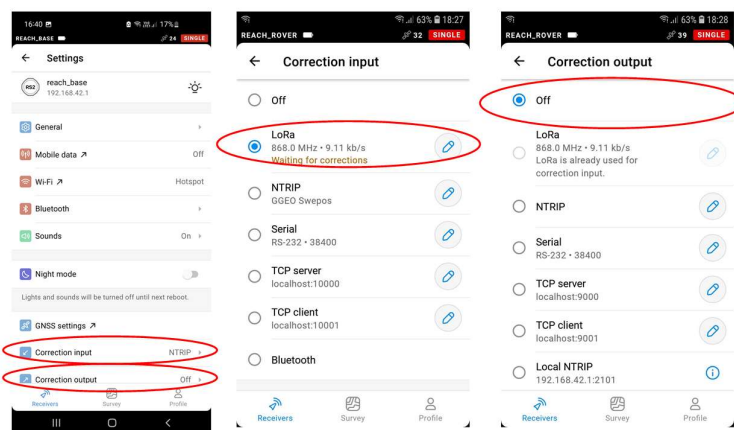 16:40 17%
REACH_BASE 24 SINGLE
Settings
RS2
reach_base
192.168.42.1
General
Mobile data Off
Wi-Fi Hotspot
Bluetooth
Sounds On
Night mode
Lights and sounds will be turned off until next reboot.
GNSS settings
Correction input NTRIP
Correction output Off
Receivers Survey Profile
63% 18:27
REACH_ROVER 32 SINGLE
Correction input
Off
LoRa
868.0 MHz • 9.11 kb/s
Waiting for corrections
NTRIP
GGEO Swepos
Serial
RS-232 • 38400
TCP server
localhost:10000
TCP client
localhost:10001
Bluetooth
Receivers Survey Profile
63% 18:28
REACH_ROVER 39 SINGLE
Correction output
Off
LoRa
868.0 MHz • 9.11 kb/s
LoRa is already used for
correction input.
NTRIP
Serial
RS-232 • 38400
TCP server
localhost:9000
TCP client
localhost:9001
Local NTRIP
192.168.42.1:2101
Receivers Survey Profile